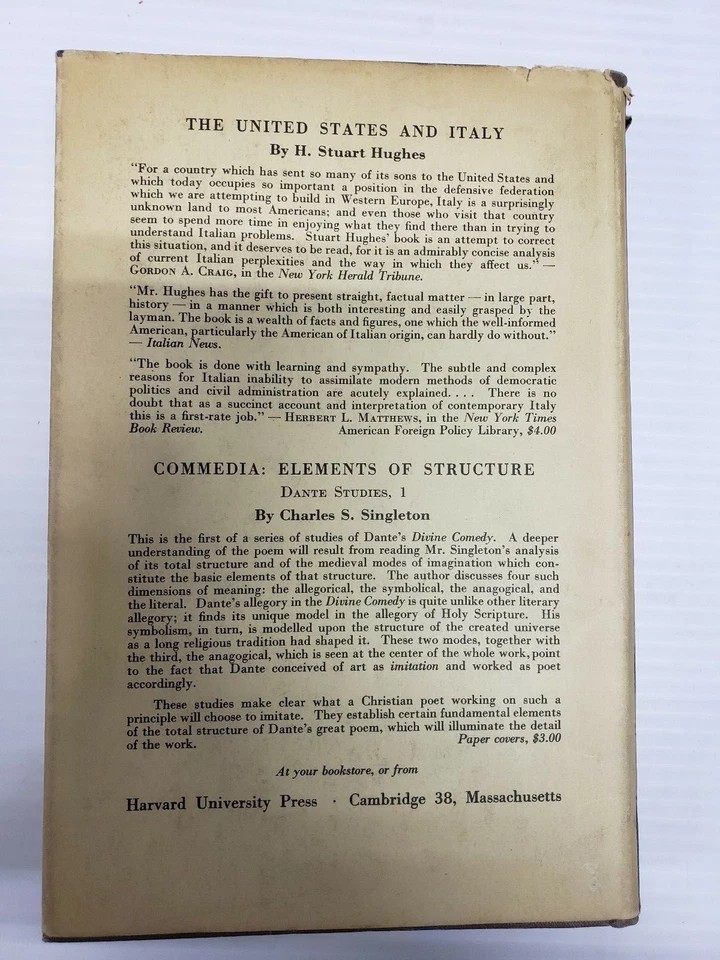 THE UNITED STATES AND ITALY
By H. Stuart Hughes
"For a country which has sent so many of its sons to the United States and
which today occupies so important a position in the defensive federation
which we are attempting to build in Western Europe, Italy is a surprisingly
unknown land to most Americans; and even those who visit that country
seem to spend more time in enjoying what they find there than in trying to
understand Italian problems. Stuart Hughes' book is an attempt to correct
this situation, and it deserves to be read, for it is an admirably concise analysis
of current Italian perplexities and the way in which they affect us." —
GORDON A. CRAIG, in the New York Herald Tribune.
"Mr. Hughes has the gift to present straight, factual matter — in large part,
history — in a manner which is both interesting and easily grasped by the
layman. The book is a wealth of facts and figures, one which the well-informed
American, particularly the American of Italian origin, can hardly do without."
— Italian News.
"The book is done with learning and sympathy. The subtle and complex
reasons for Italian inability to assimilate modern methods of democratic
politics and civil administration are acutely explained. . . . There is no
doubt that as a succinct account and interpretation of contemporary Italy
this is a first-rate job." — HERBERT L. MATTHEWS, in the New York Times
Book Review. American Foreign Policy Library, $4.00
COMMEDIA: ELEMENTS OF STRUCTURE
DANTE STUDIES, 1
By Charles S. Singleton
This is the first of a series of studies of Dante's Divine Comedy. A deeper
understanding of the poem will result from reading Mr. Singleton's analysis
of its total structure and of the medieval modes of imagination which con-
stitute the basic elements of that structure. The author discusses four such
dimensions of meaning: the allegorical, the symbolical, the anagogical, and
the literal. Dante's allegory in the Divine Comedy is quite unlike other literary
allegory; it finds its unique model in the allegory of Holy Scripture. His
symbolism, in turn, is modelled upon the structure of the created universe
as a long religious tradition had shaped it. These two modes, together with
the third, the anagogical, which is seen at the center of the whole work, point
to the fact that Dante conceived of art as imitation and worked as poet
accordingly.
These studies make clear what a Christian poet working on such a
principle will choose to imitate. They establish certain fundamental elements
of the total structure of Dante's great poem, which will illuminate the detail
of the work. Paper covers, $3.00
At your bookstore, or from
Harvard University Press · Cambridge 38, Massachusetts